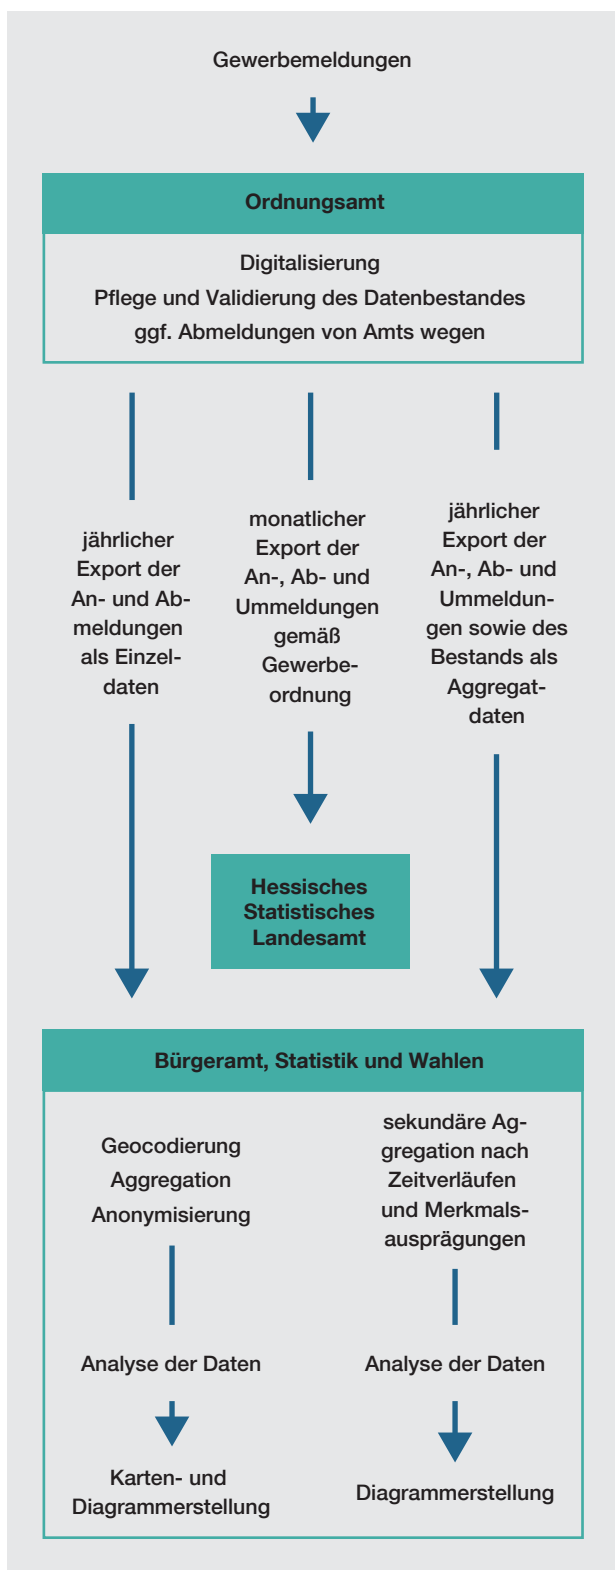 Gewerbemeldungen
Ordnungsamt
Digitalisierung
Pflege und Validierung des Datenbestandes
ggf. Abmeldungen von Amts wegen
jährlicher
Export der
An- und Ab-
meldungen
als Einzel-
daten
monatlicher
Export der
An-, Ab- und
Ummeldungen
gemäß
Gewerbe-
ordnung
jährlicher
Export der
An-, Ab- und
Ummeldun-
gen sowie des
Bestands als
Aggregat-
daten
Hessisches
Statistisches
Landesamt
Bürgeramt, Statistik und Wahlen
Geocodierung
Aggregation
Anonymisierung
Analyse der Daten
Karten- und
Diagrammerstellung
sekundäre Ag-
gregation nach
Zeitverläufen
und Merkmals-
ausprägungen
Analyse der Daten
Diagrammerstellung